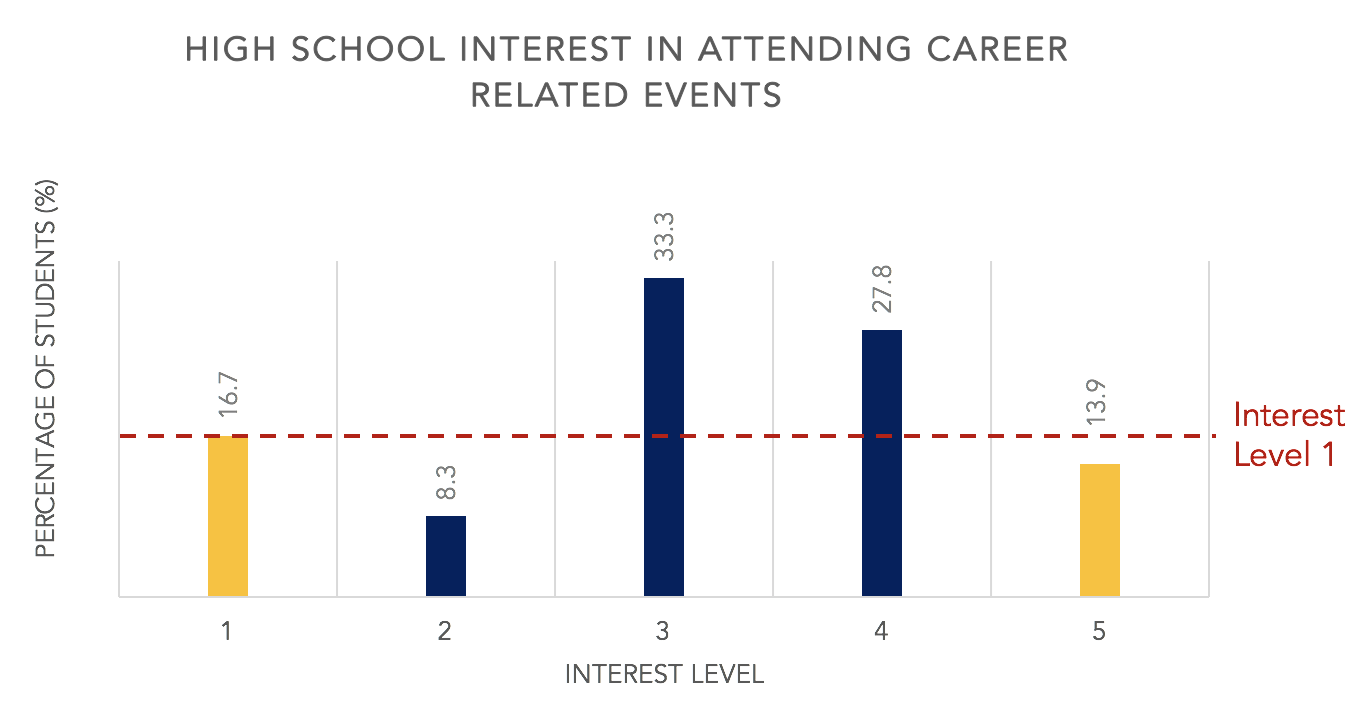 HIGH SCHOOL INTEREST IN ATTENDING CAREER
RELATED EVENTS
PERCENTAGE OF STUDENTS (%)
16.7
8.3
33.3
27.8
13.9
Interest
Level 1
1
2
3
4
5
INTEREST LEVEL